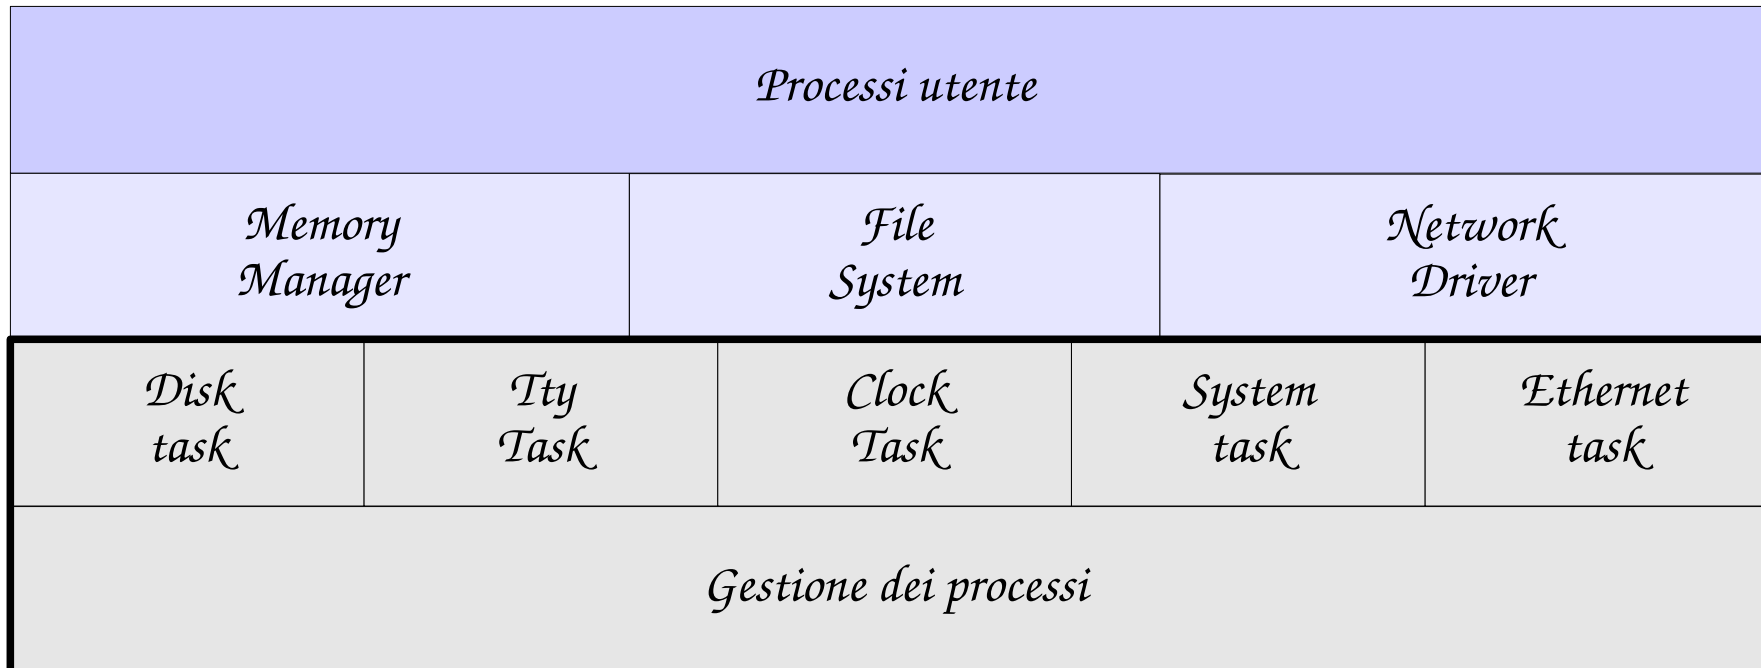 Processi utente
Memory
Manager
File
System
Network
Driver
Disk
task
Tty
Task
Clock
Task
System
task
Ethernet
task
Gestione dei processi